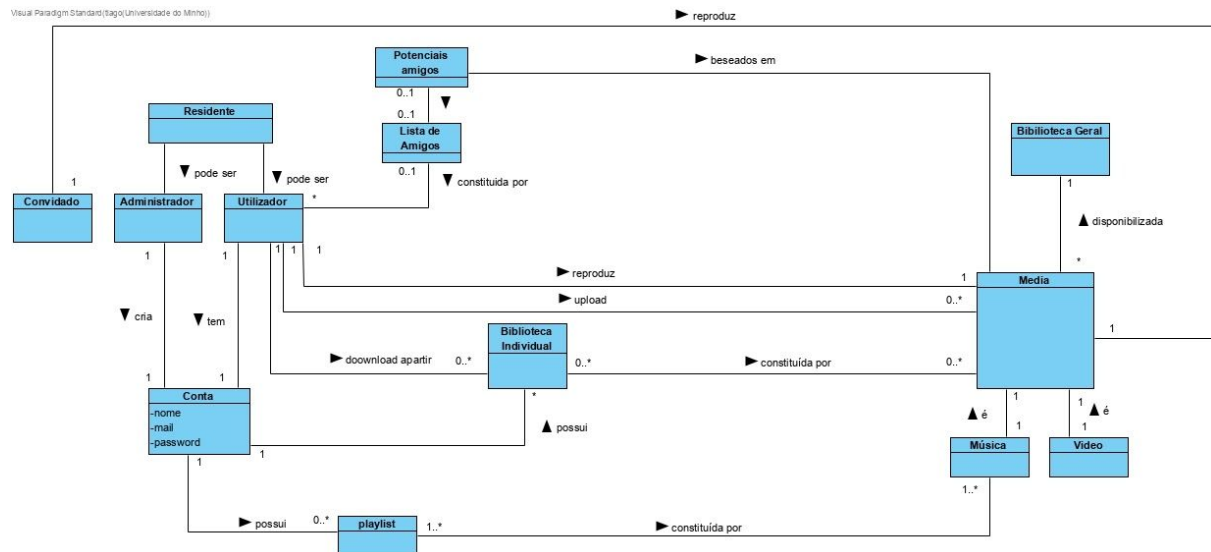 Visual Paradigm Standard(tiago(Universidade do Minho))
reproduz
Potenciais
amigos
beseados em
0..1
Residente
0..1
Lista de
Amigos
0..1
Bibilioteca Geral
pode ser
pode ser
constituida por
1
1
Convidado
Administrador
Utilizador
*
disponibilizada
1
1
1
1
1
*
reproduz
1
Media
upload
0..*
cria
tem
Biblioteca
Individual
1
doownload apartir
0..*
0..*
constituída por
0..*
1
1
Conta
-nome
-mail
-password
*
possui
1
1
é
1
1
é
1
1
Música
Video
possui
0..*
playlist
1..*
constituída por
1..*